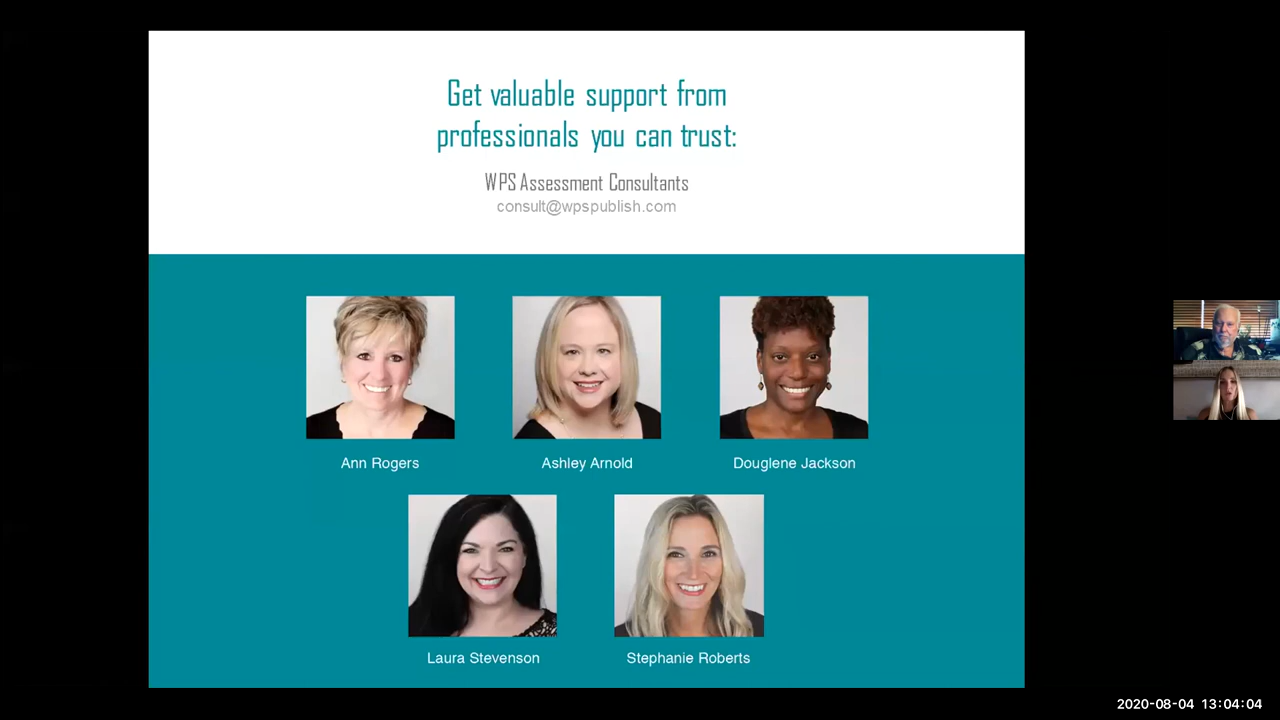 Get valuable support from
professionals you can trust:
WPS Assessment Consultants
consult@wpspublish.com
Ann Rogers
Ashley Arnold
Douglene Jackson
Laura Stevenson
Stephanie Roberts
2020-08-04 13:04:04